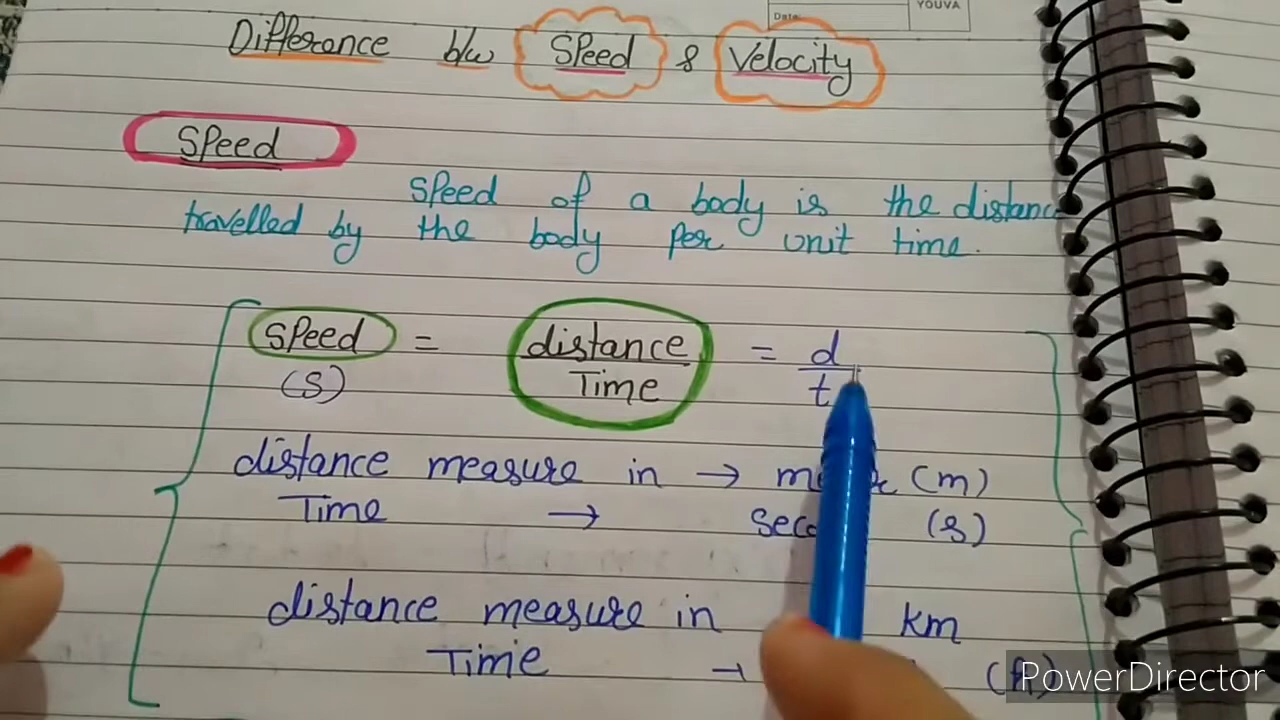 Date:
YOUVA
Differance b/w Speed & Velocity
Speed
Speed of a body is the distance
travelled by the body per unit time.
Speed = distance = d
(S) Time t
distance measure in → (m)
Time → (s)
distance measure in km
Time →
PowerDirector